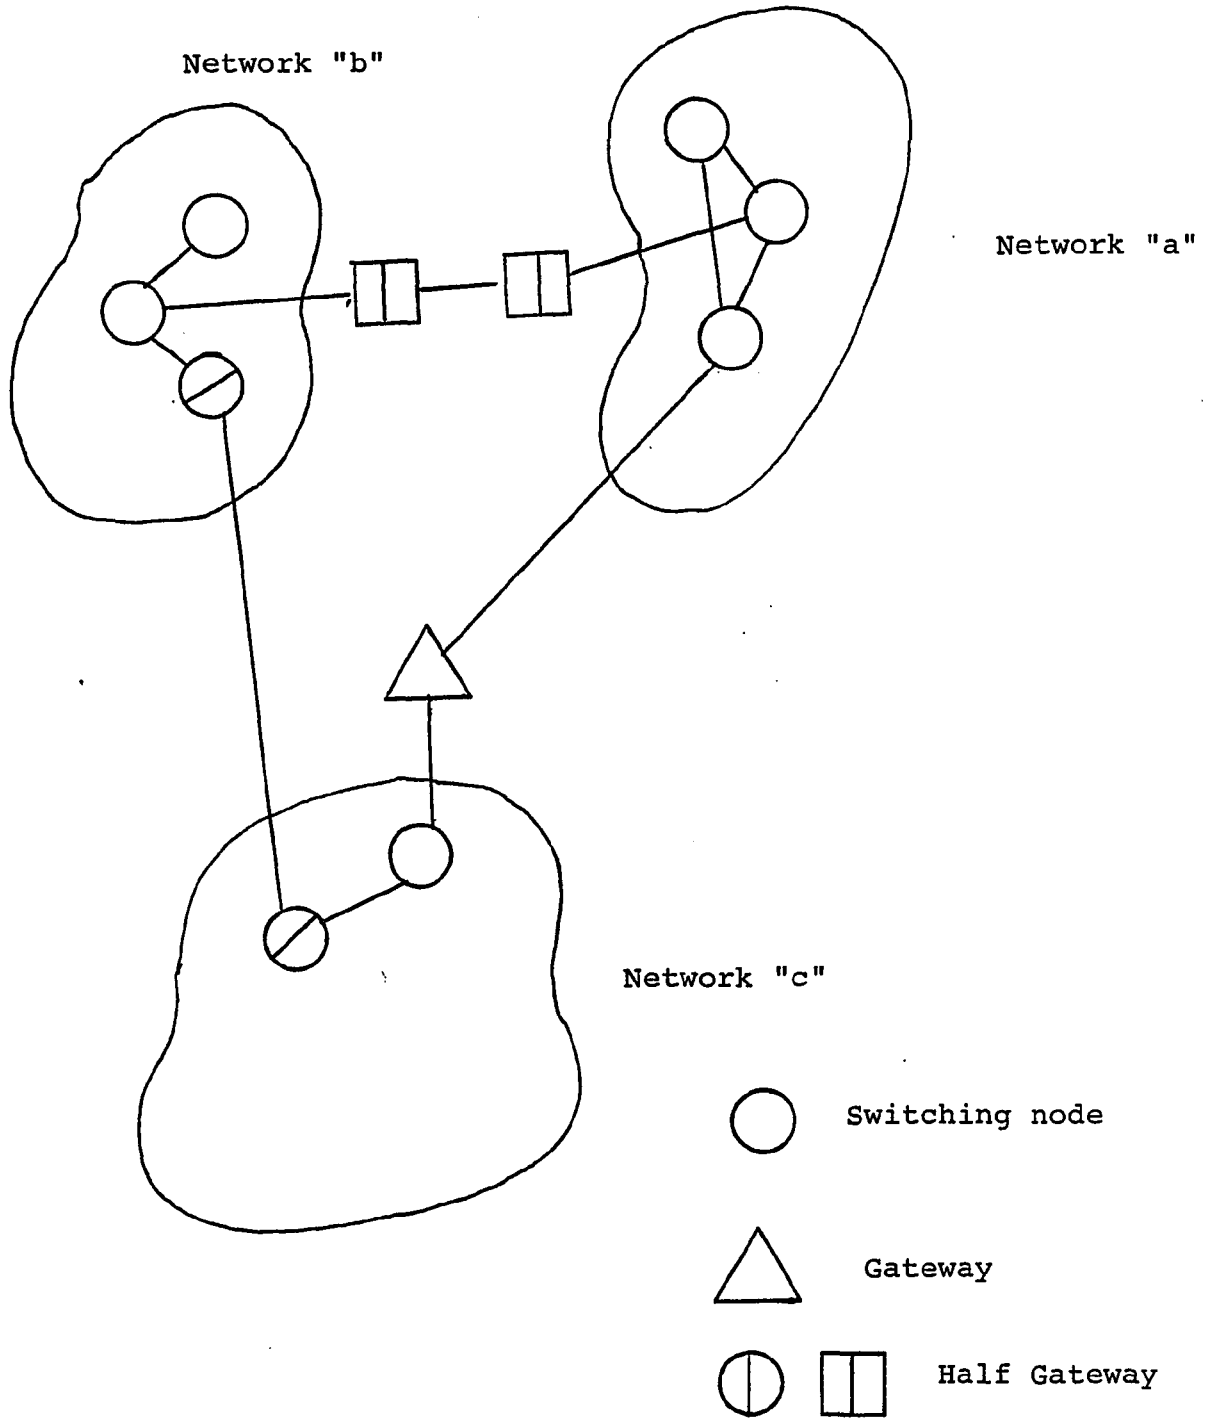 Network "b"
Network "a"
Network "c"
Switching node
Gateway
Half Gateway